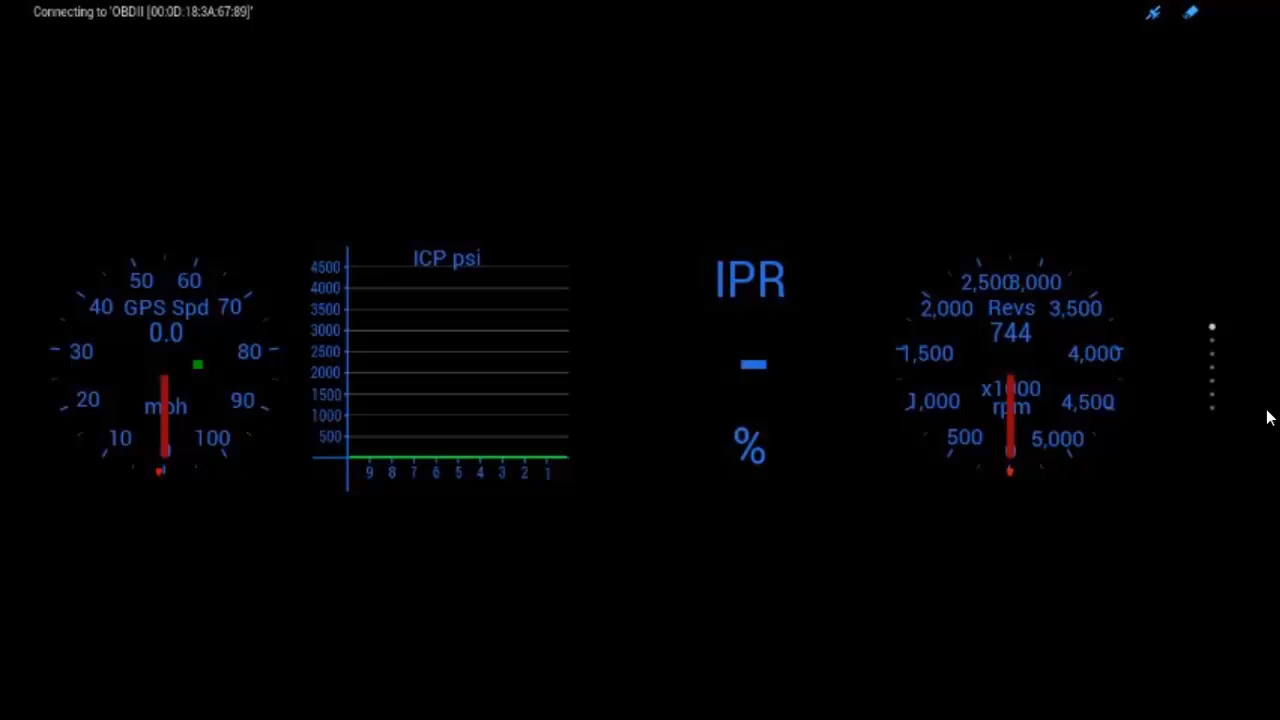 Connecting to 'OBDII [00:0D:18:3A:67:89]'
50 60
40 GPS Spd 70
0.0
30 80
20 mph 90
10 100
0
ICP psi
4500
4000
3500
3000
2500
2000
1500
1000
500
9 8 7 6 5 4 3 2 1
IPR
-
%
2,500 3,000
2,000 Revs 3,500
744
1,500 4,000
x1000
1,000 rpm 4,500
500 5,000
0